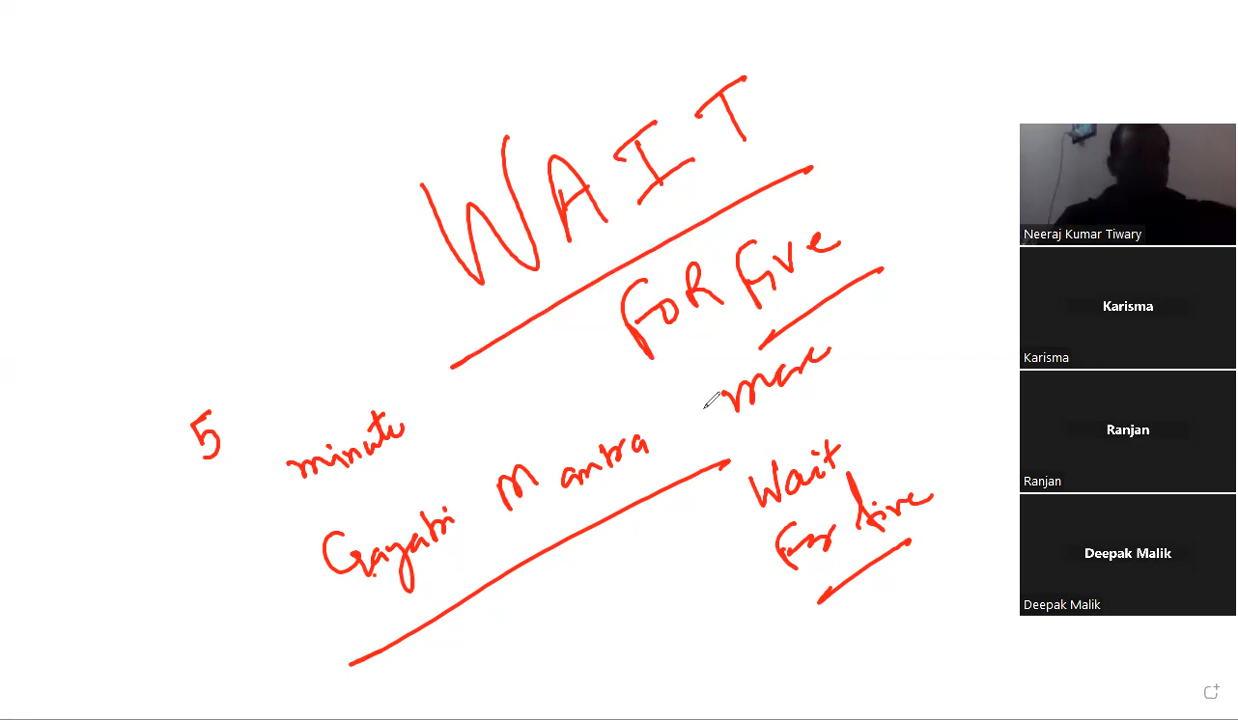 WAIT
FOR five
more
5 minute
Gayatri Mantra
Wait
For five
Neeraj Kumar Tiwary
Karisma
Karisma
Ranjan
Ranjan
Deepak Malik
Deepak Malik